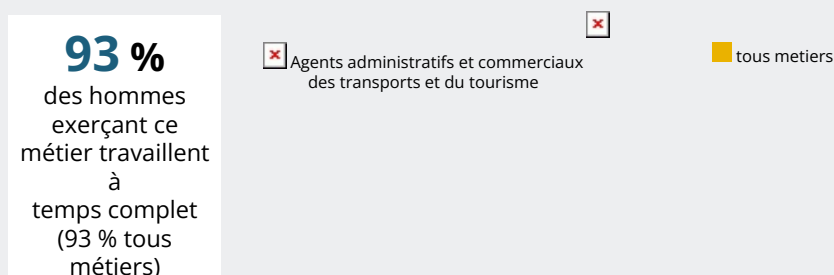 93 %
des hommes
exerçant ce
métier travaillent
à
temps complet
(93 % tous
métiers)
Agents administratifs et commerciaux
des transports et du tourisme
tous metiers